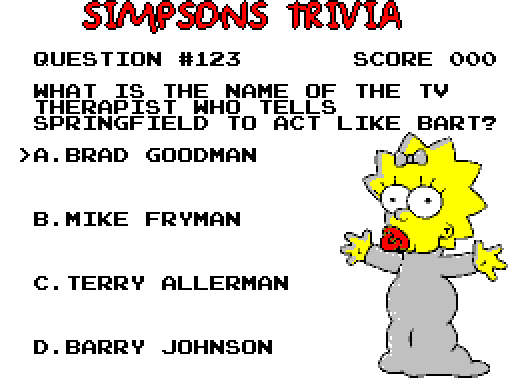 SIMPSONS TRIVIA
QUESTION #123 SCORE 000
WHAT IS THE NAME OF THE TV
THERAPIST WHO TELLS
SPRINGFIELD TO ACT LIKE BART?
>A.BRAD GOODMAN
B.MIKE FRYMAN
C.TERRY ALLERMAN
D.BARRY JOHNSON